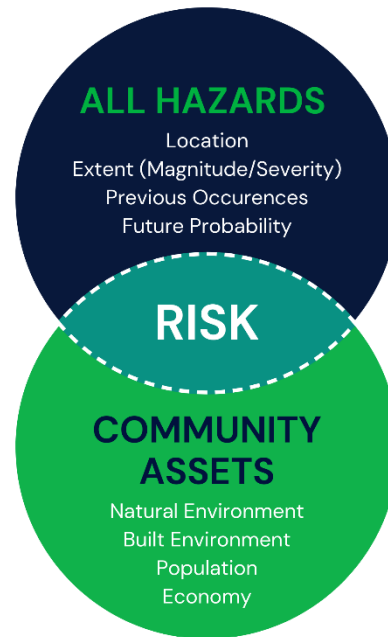 ALL HAZARDS
Location
Extent (Magnitude/Severity)
Previous Occurences
Future Probability
RISK
COMMUNITY
ASSETS
Natural Environment
Built Environment
Population
Economy